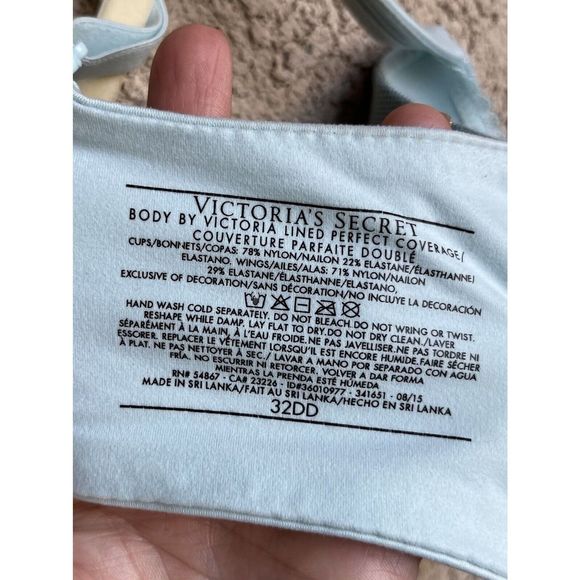 VICTORIA'S SECRET
BODY BY VICTORIA LINED PERFECT COVERAGE/
COUVERTURE PARFAITE DOUBLÉ
CUPS/BONNETS/COPAS: 78% NYLON/NAILON 22% ELASTANE/ÉLASTHANNE/
ELASTANO. WINGS/AILES/ALAS: 71% NYLON/NAILON
29% ELASTANE/ÉLASTHANNE/ELASTANO.
EXCLUSIVE OF DECORATION/SANS DÉCORATION/NO INCLUYE LA DECORACIÓN
HAND WASH COLD SEPARATELY. DO NOT BLEACH.DO NOT WRING OR TWIST.
RESHAPE WHILE DAMP. LAY FLAT TO DRY.DO NOT DRY CLEAN./LAVER
SÉPARÉMENT À LA MAIN, À L'EAU FROIDE.NE PAS JAVELLISER.NE PAS TORDRE NI
ESSORER. REPLACER LE VÊTEMENT LORSQU'IL EST ENCORE HUMIDE.FAIRE SÉCHER
À PLAT. NE PAS NETTOYER À SEC./ LAVAR A MANO POR SEPARADO CON AGUA
FRÍA. NO ESCURRIR NI RETORCER. VOLVER A DAR FORMA
MIENTRAS LA PRENDA ESTÉ HÚMEDA
RN# 54867 - CA# 23226 - ID#36010977 - 341651 - 08/15
MADE IN SRI LANKA/FAIT AU SRI LANKA/HECHO EN SRI LANKA
32DD